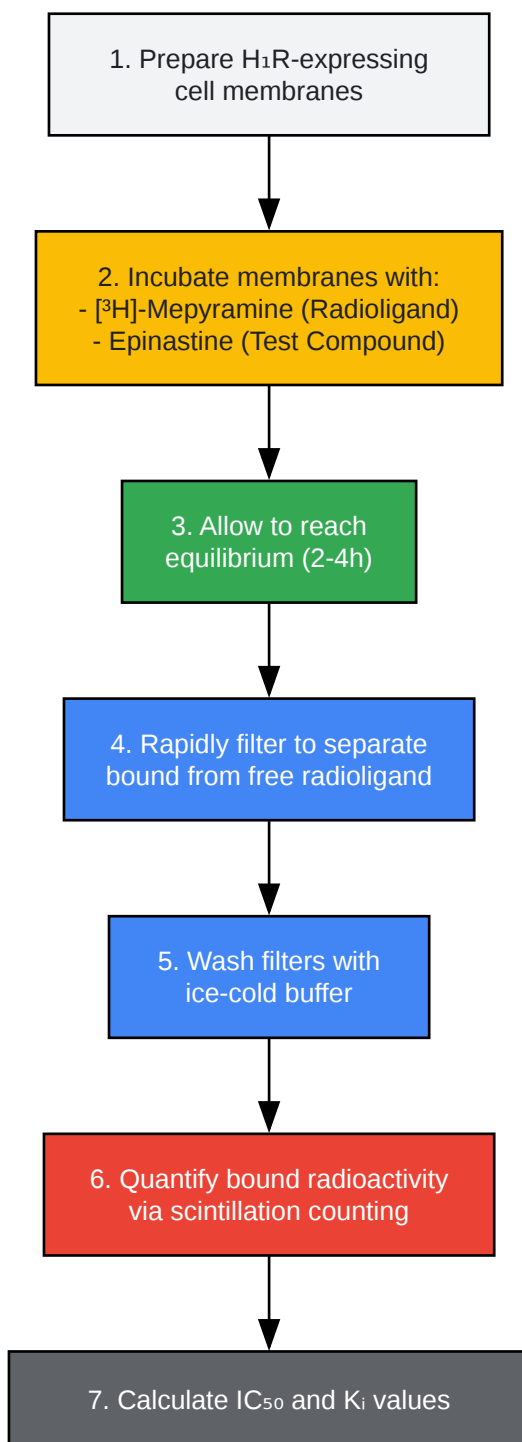 1. Prepare H₁R-expressing
cell membranes
2. Incubate membranes with:
- [³H]-Mepyramine (Radioligand)
- Epinastine (Test Compound)
3. Allow to reach
equilibrium (2-4h)
4. Rapidly filter to separate
bound from free radioligand
5. Wash filters with
ice-cold buffer
6. Quantify bound radioactivity
via scintillation counting
7. Calculate IC₅₀ and Kᵢ values